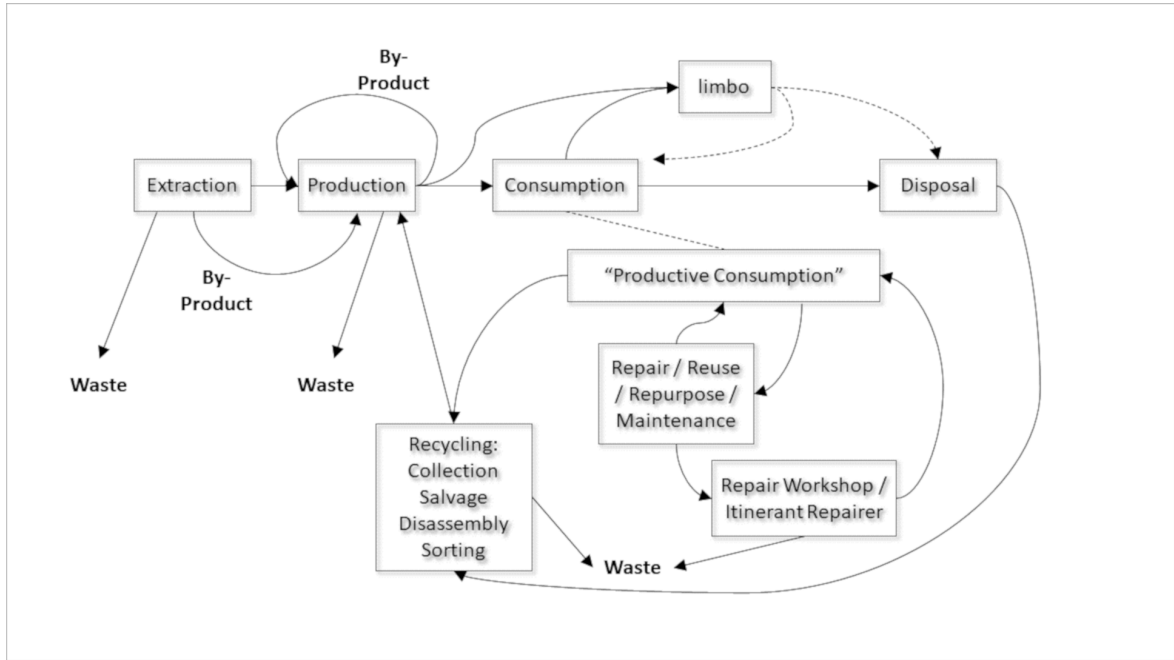 By-
Product
limbo
Extraction
Production
Consumption
Disposal
By-
Product
“Productive Consumption”
Waste
Waste
Repair / Reuse
/ Repurpose /
Maintenance
Recycling:
Collection
Salvage
Disassembly
Sorting
Repair Workshop /
Itinerant Repairer
Waste